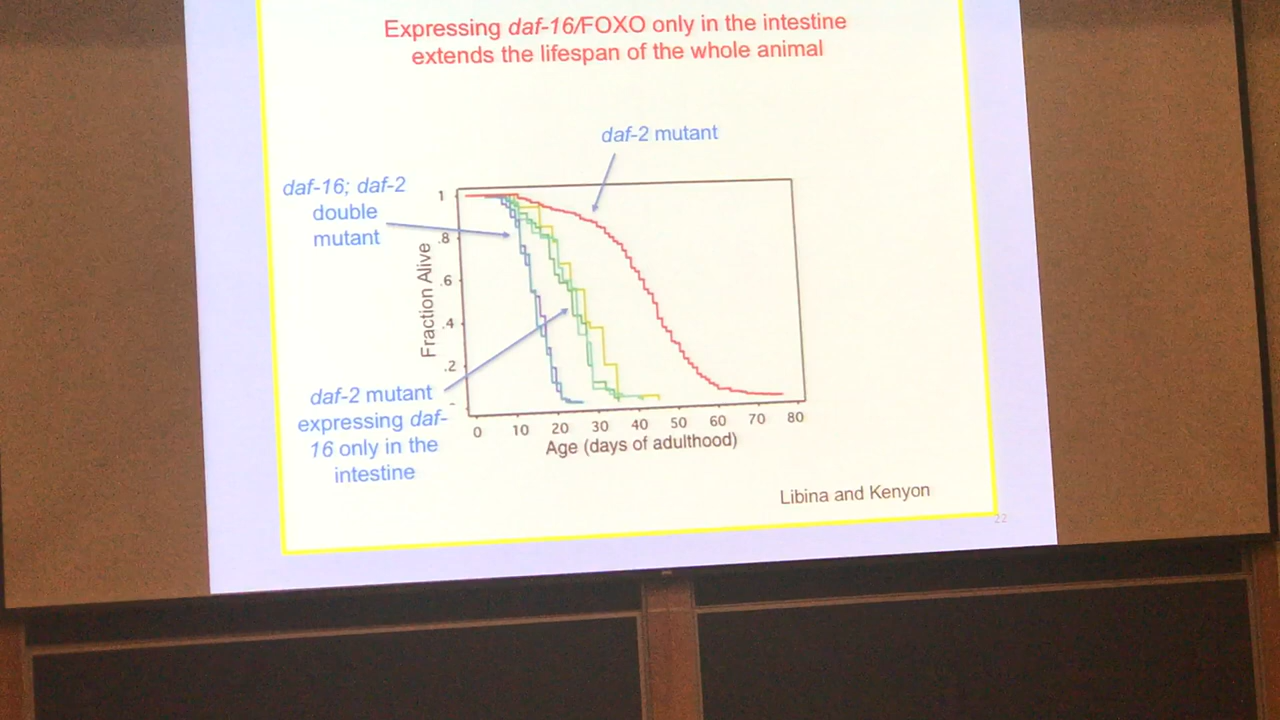 Expressing daf-16/FOXO only in the intestine
extends the lifespan of the whole animal
daf-2 mutant
daf-16; daf-2
double
mutant
1
.8
.6
.4
.2
-
Fraction Alive
daf-2 mutant
expressing daf-
16 only in the
intestine
0 10 20 30 40 50 60 70 80
Age (days of adulthood)
Libina and Kenyon
22